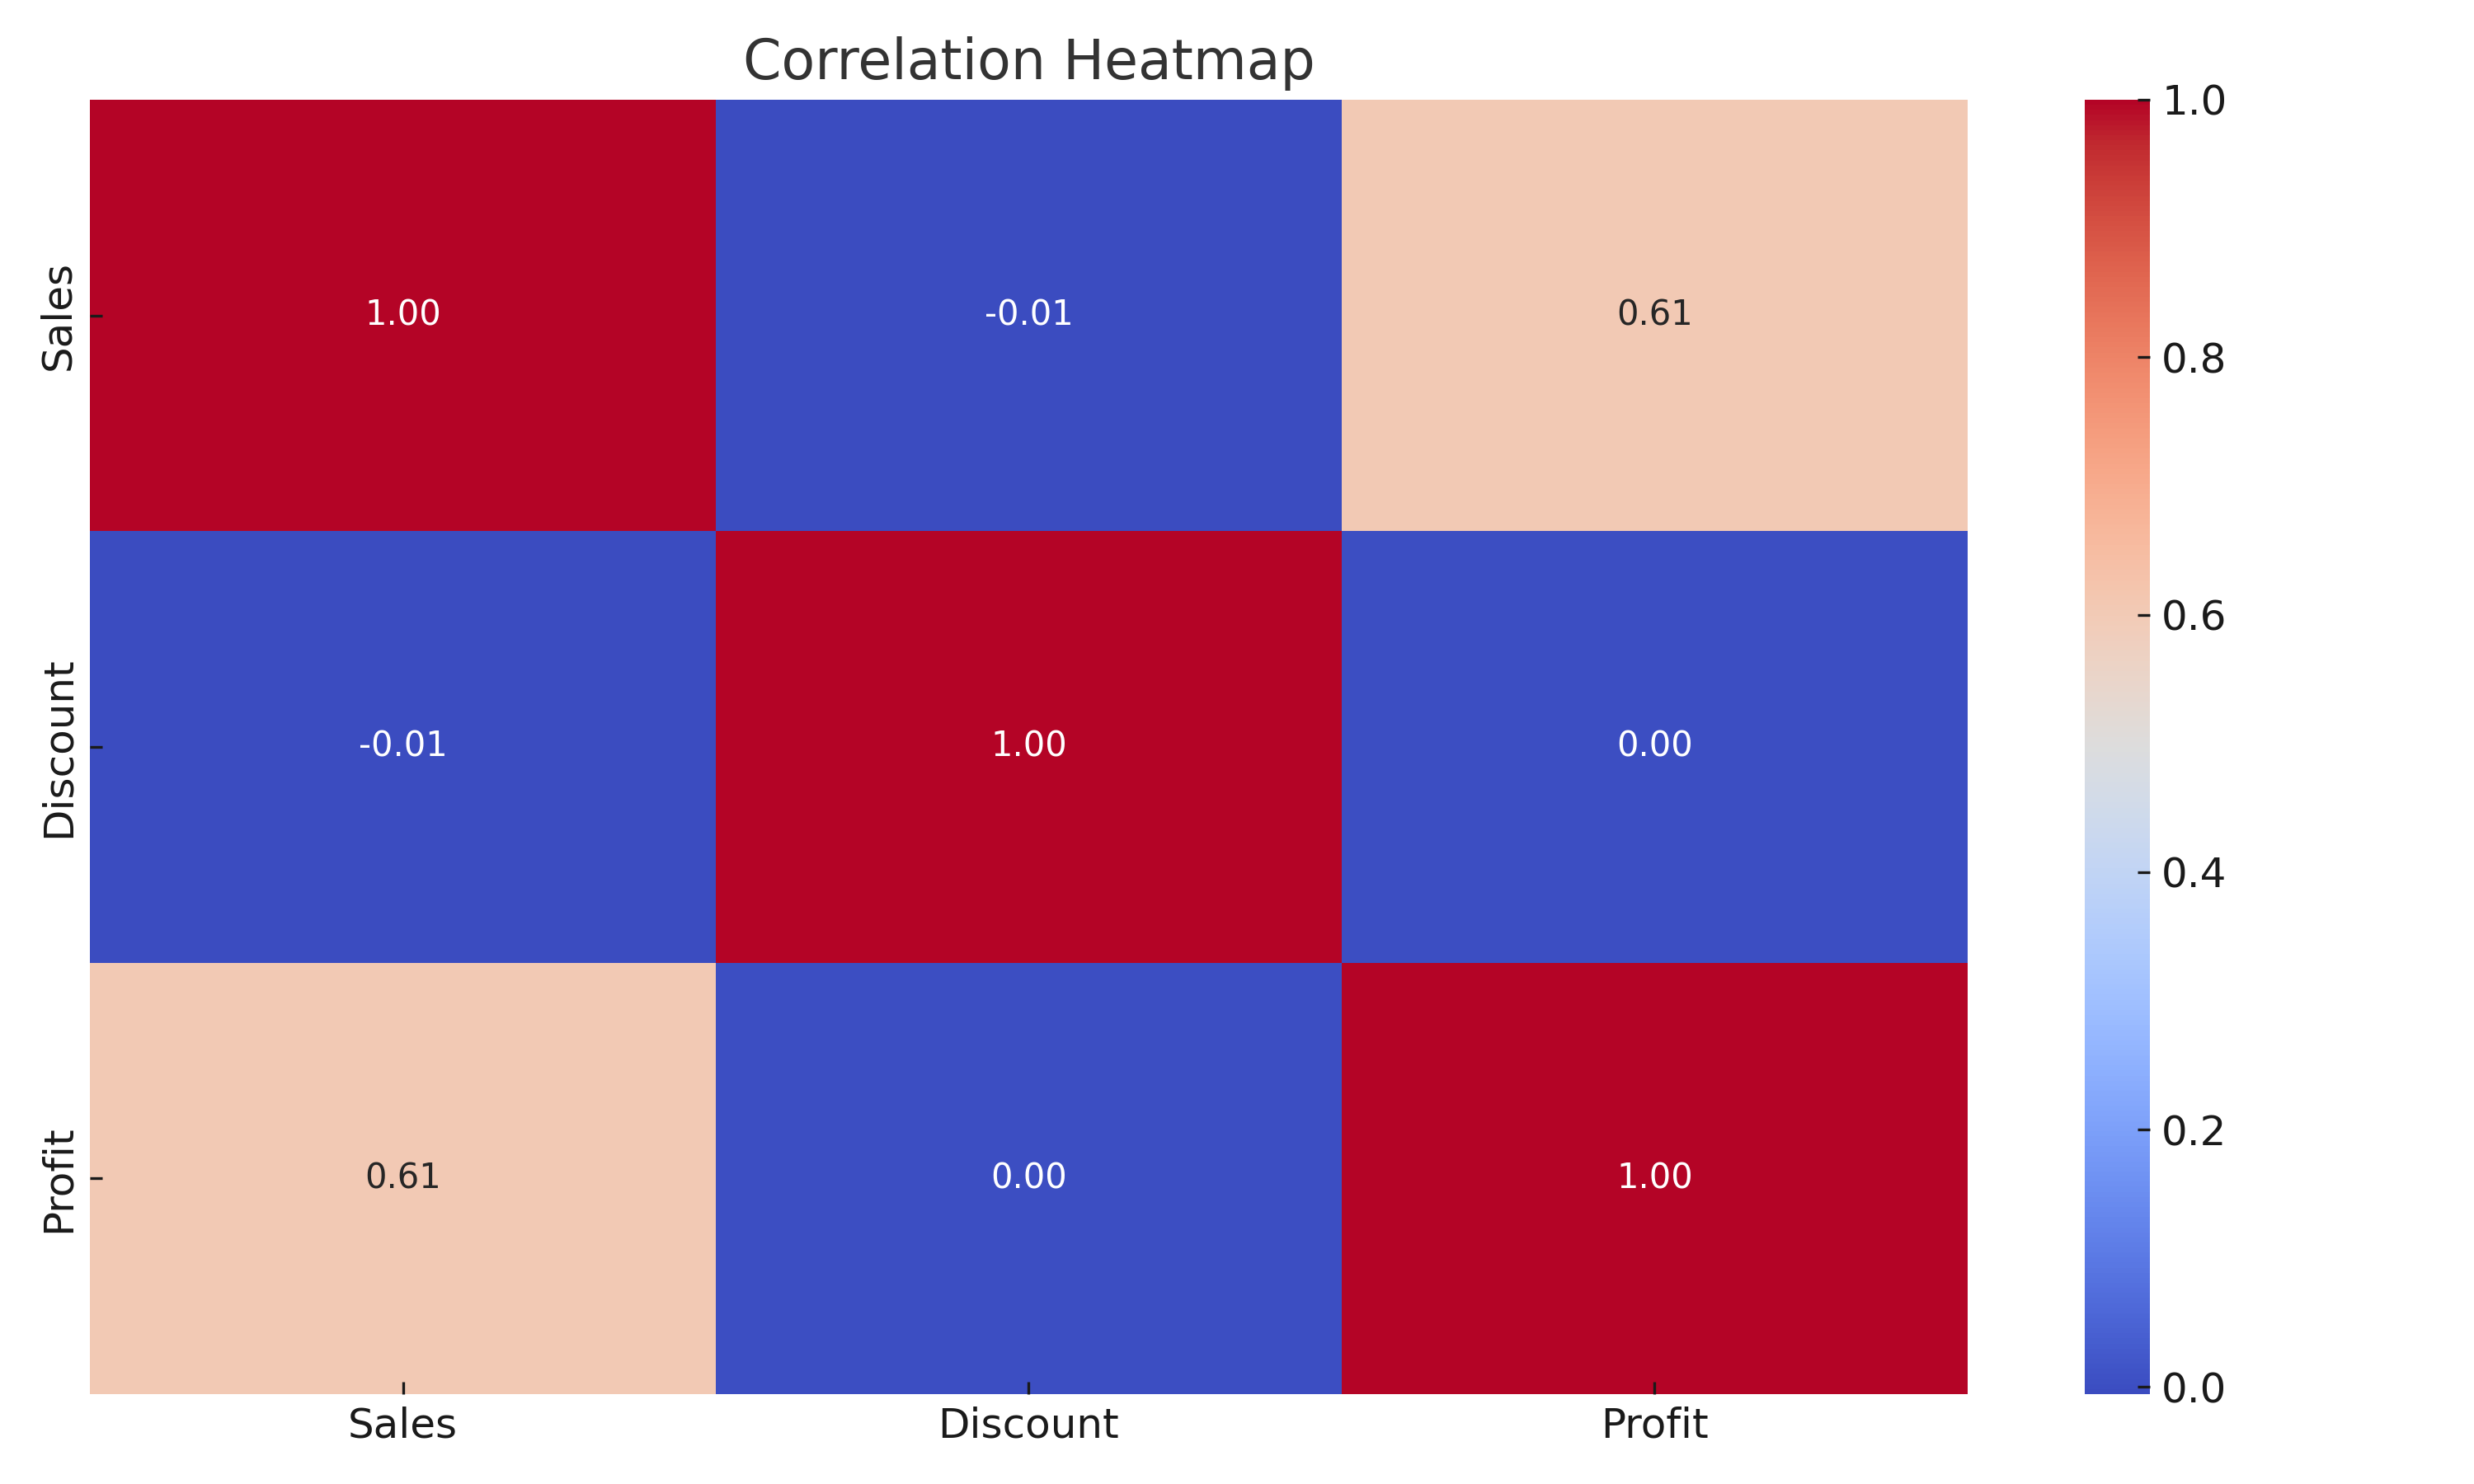 Correlation Heatmap
Sales 1.00 -0.01 0.61
Discount -0.01 1.00 0.00
Profit 0.61 0.00 1.00
Sales Discount Profit
1.0
0.8
0.6
0.4
0.2
0.0